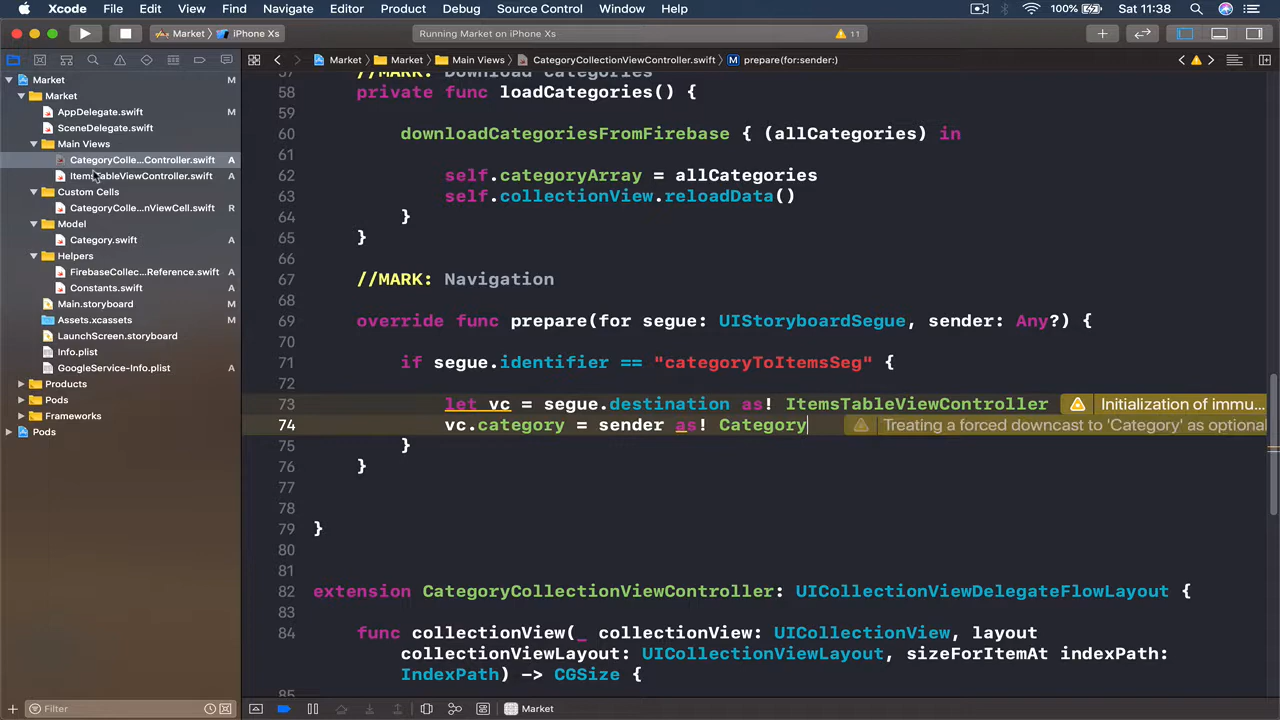 Xcode File Edit View Find Navigate Editor Product Debug Source Control Window Help 100% Sat 11:38
Market iPhone Xs Running Market on iPhone Xs 11
Market Market Main Views CategoryCollectionViewController.swift M prepare(for:sender:)
Market M
Market
AppDelegate.swift M
SceneDelegate.swift
Main Views
CategoryColle...Controller.swift A
ItemsTableViewController.swift A
Custom Cells
CategoryColle...nViewCell.swift R
Model
Category.swift A
Helpers
FirebaseCollec...Reference.swift A
Constants.swift A
Main.storyboard M
Assets.xcassets M
LaunchScreen.storyboard
Info.plist
GoogleService-Info.plist A
Products
Pods
Frameworks
Pods
57 //MARK: Download categories
58 private func loadCategories() {
59
60 downloadCategoriesFromFirebase { (allCategories) in
61
62 self.categoryArray = allCategories
63 self.collectionView.reloadData()
64 }
65 }
66
67 //MARK: Navigation
68
69 override func prepare(for segue: UIStoryboardSegue, sender: Any?) {
70
71 if segue.identifier == "categoryToItemsSeg" {
72
73 let vc = segue.destination as! ItemsTableViewController Initialization of immu...
74 vc.category = sender as! Category Treating a forced downcast to 'Category' as optional
75 }
76 }
77
78
79 }
80
81
82 extension CategoryCollectionViewController: UICollectionViewDelegateFlowLayout {
83
84 func collectionView(_ collectionView: UICollectionView, layout
collectionViewLayout: UICollectionViewLayout, sizeForItemAt indexPath:
IndexPath) -> CGSize {
85
Filter Market